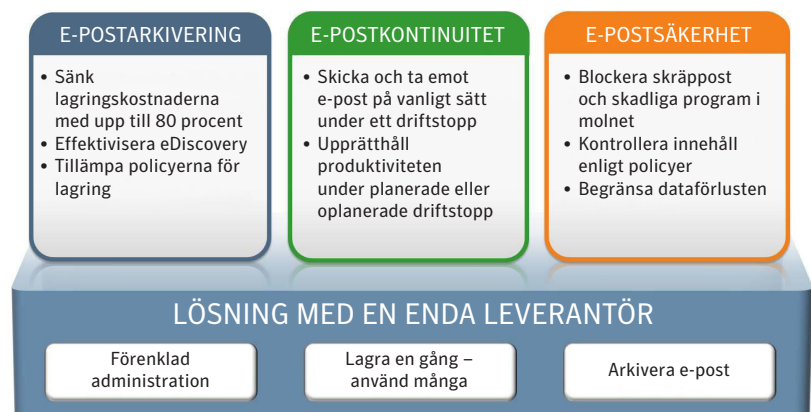 E-POSTARKIVERING
• Sänk
lagringskostnaderna
med upp till 80 procent
• Effektivisera eDiscovery
• Tillämpa policyerna för
lagring
E-POSTKONTINUITET
• Skicka och ta emot
e-post på vanligt sätt
under ett driftstopp
• Upprätthåll
produktiviteten
under planerade eller
oplanerade driftstopp
E-POSTSÄKERHET
• Blockera skräppost
och skadliga program i
molnet
• Kontrollera innehåll
enligt policyer
• Begränsa dataförlusten
LÖSNING MED EN ENDA LEVERANTÖR
Förenklad
administration
Lagra en gång –
använd många
Arkivera e-post